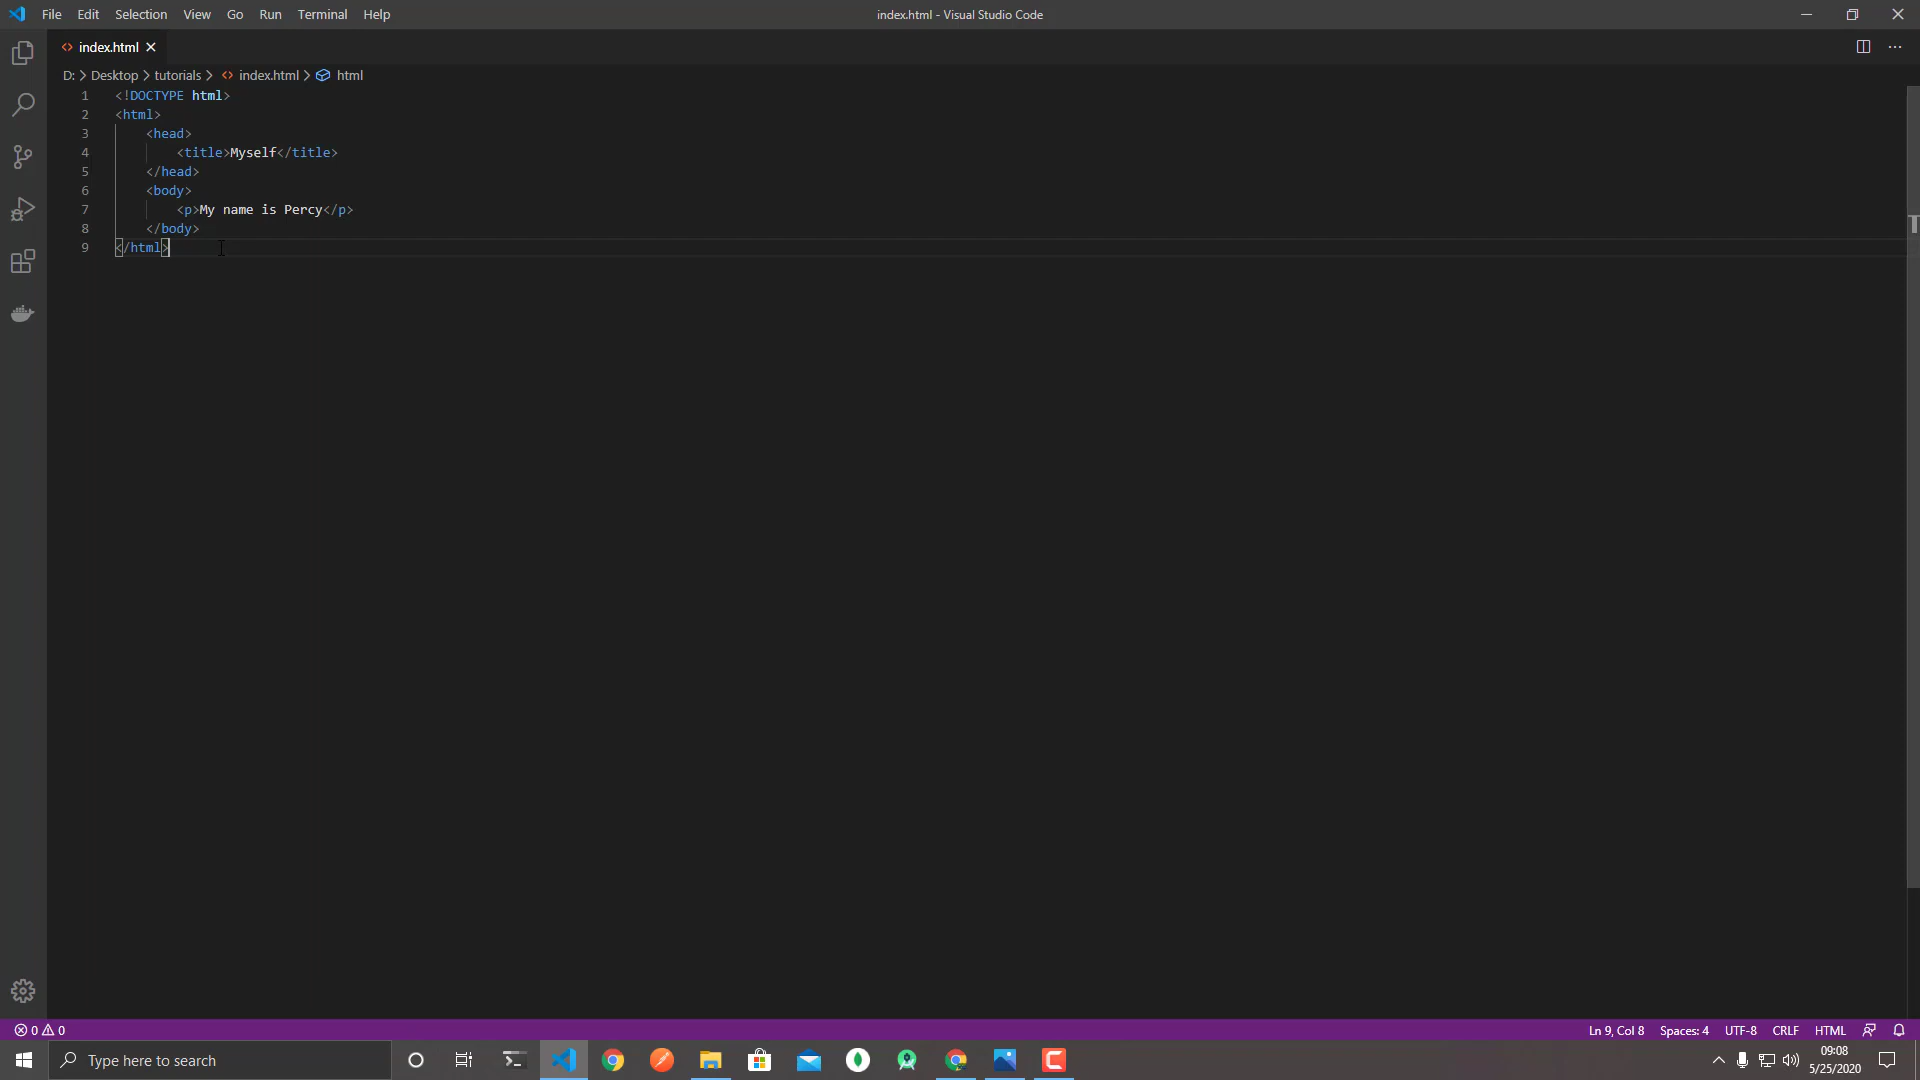 File Edit Selection View Go Run Terminal Help
index.html - Visual Studio Code
index.html
D: > Desktop > tutorials > index.html > html
1 <!DOCTYPE html>
2 <html>
3 <head>
4 <title>Myself</title>
5 </head>
6 <body>
7 <p>My name is Percy</p>
8 </body>
9 </html>
0 0
Ln 9, Col 8 Spaces: 4 UTF-8 CRLF HTML
Type here to search
09:08
5/25/2020